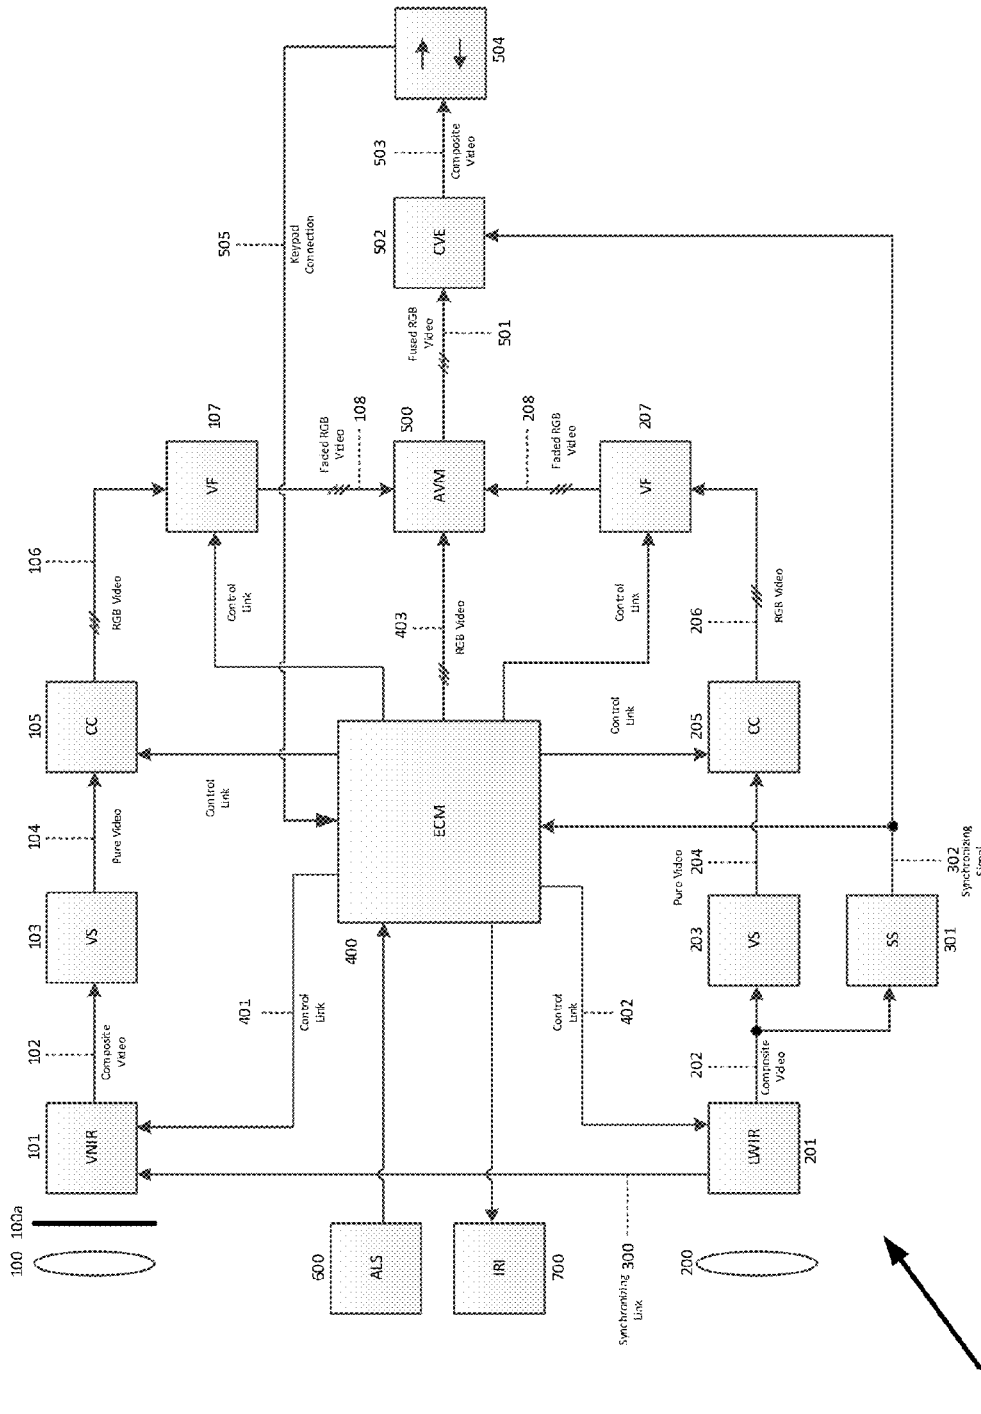 100
100a
101
102
103
104
105
106
VNIR
Composite
Video
VS
Pure Video
CC
RGB Video
107
VF
Control
Link
505
Control
Link
401
Control
Link
Keypad
Connection
Faded RGB
Video
108
600
ALS
400
ECM
403
RGB Video
500
AVM
Fused RGB
Video
501
502
CVE
503
Composite
Video
504
IRI
700
Control
Link
402
208
Faded RGB
Video
Synchronizing
Link
300
Control
Link
Control
Link
207
VF
200
201
LWIR
202
Composite
Video
203
VS
Pure Video
204
205
CC
206
RGB Video
SS
301
302
Synchronizing
Signal